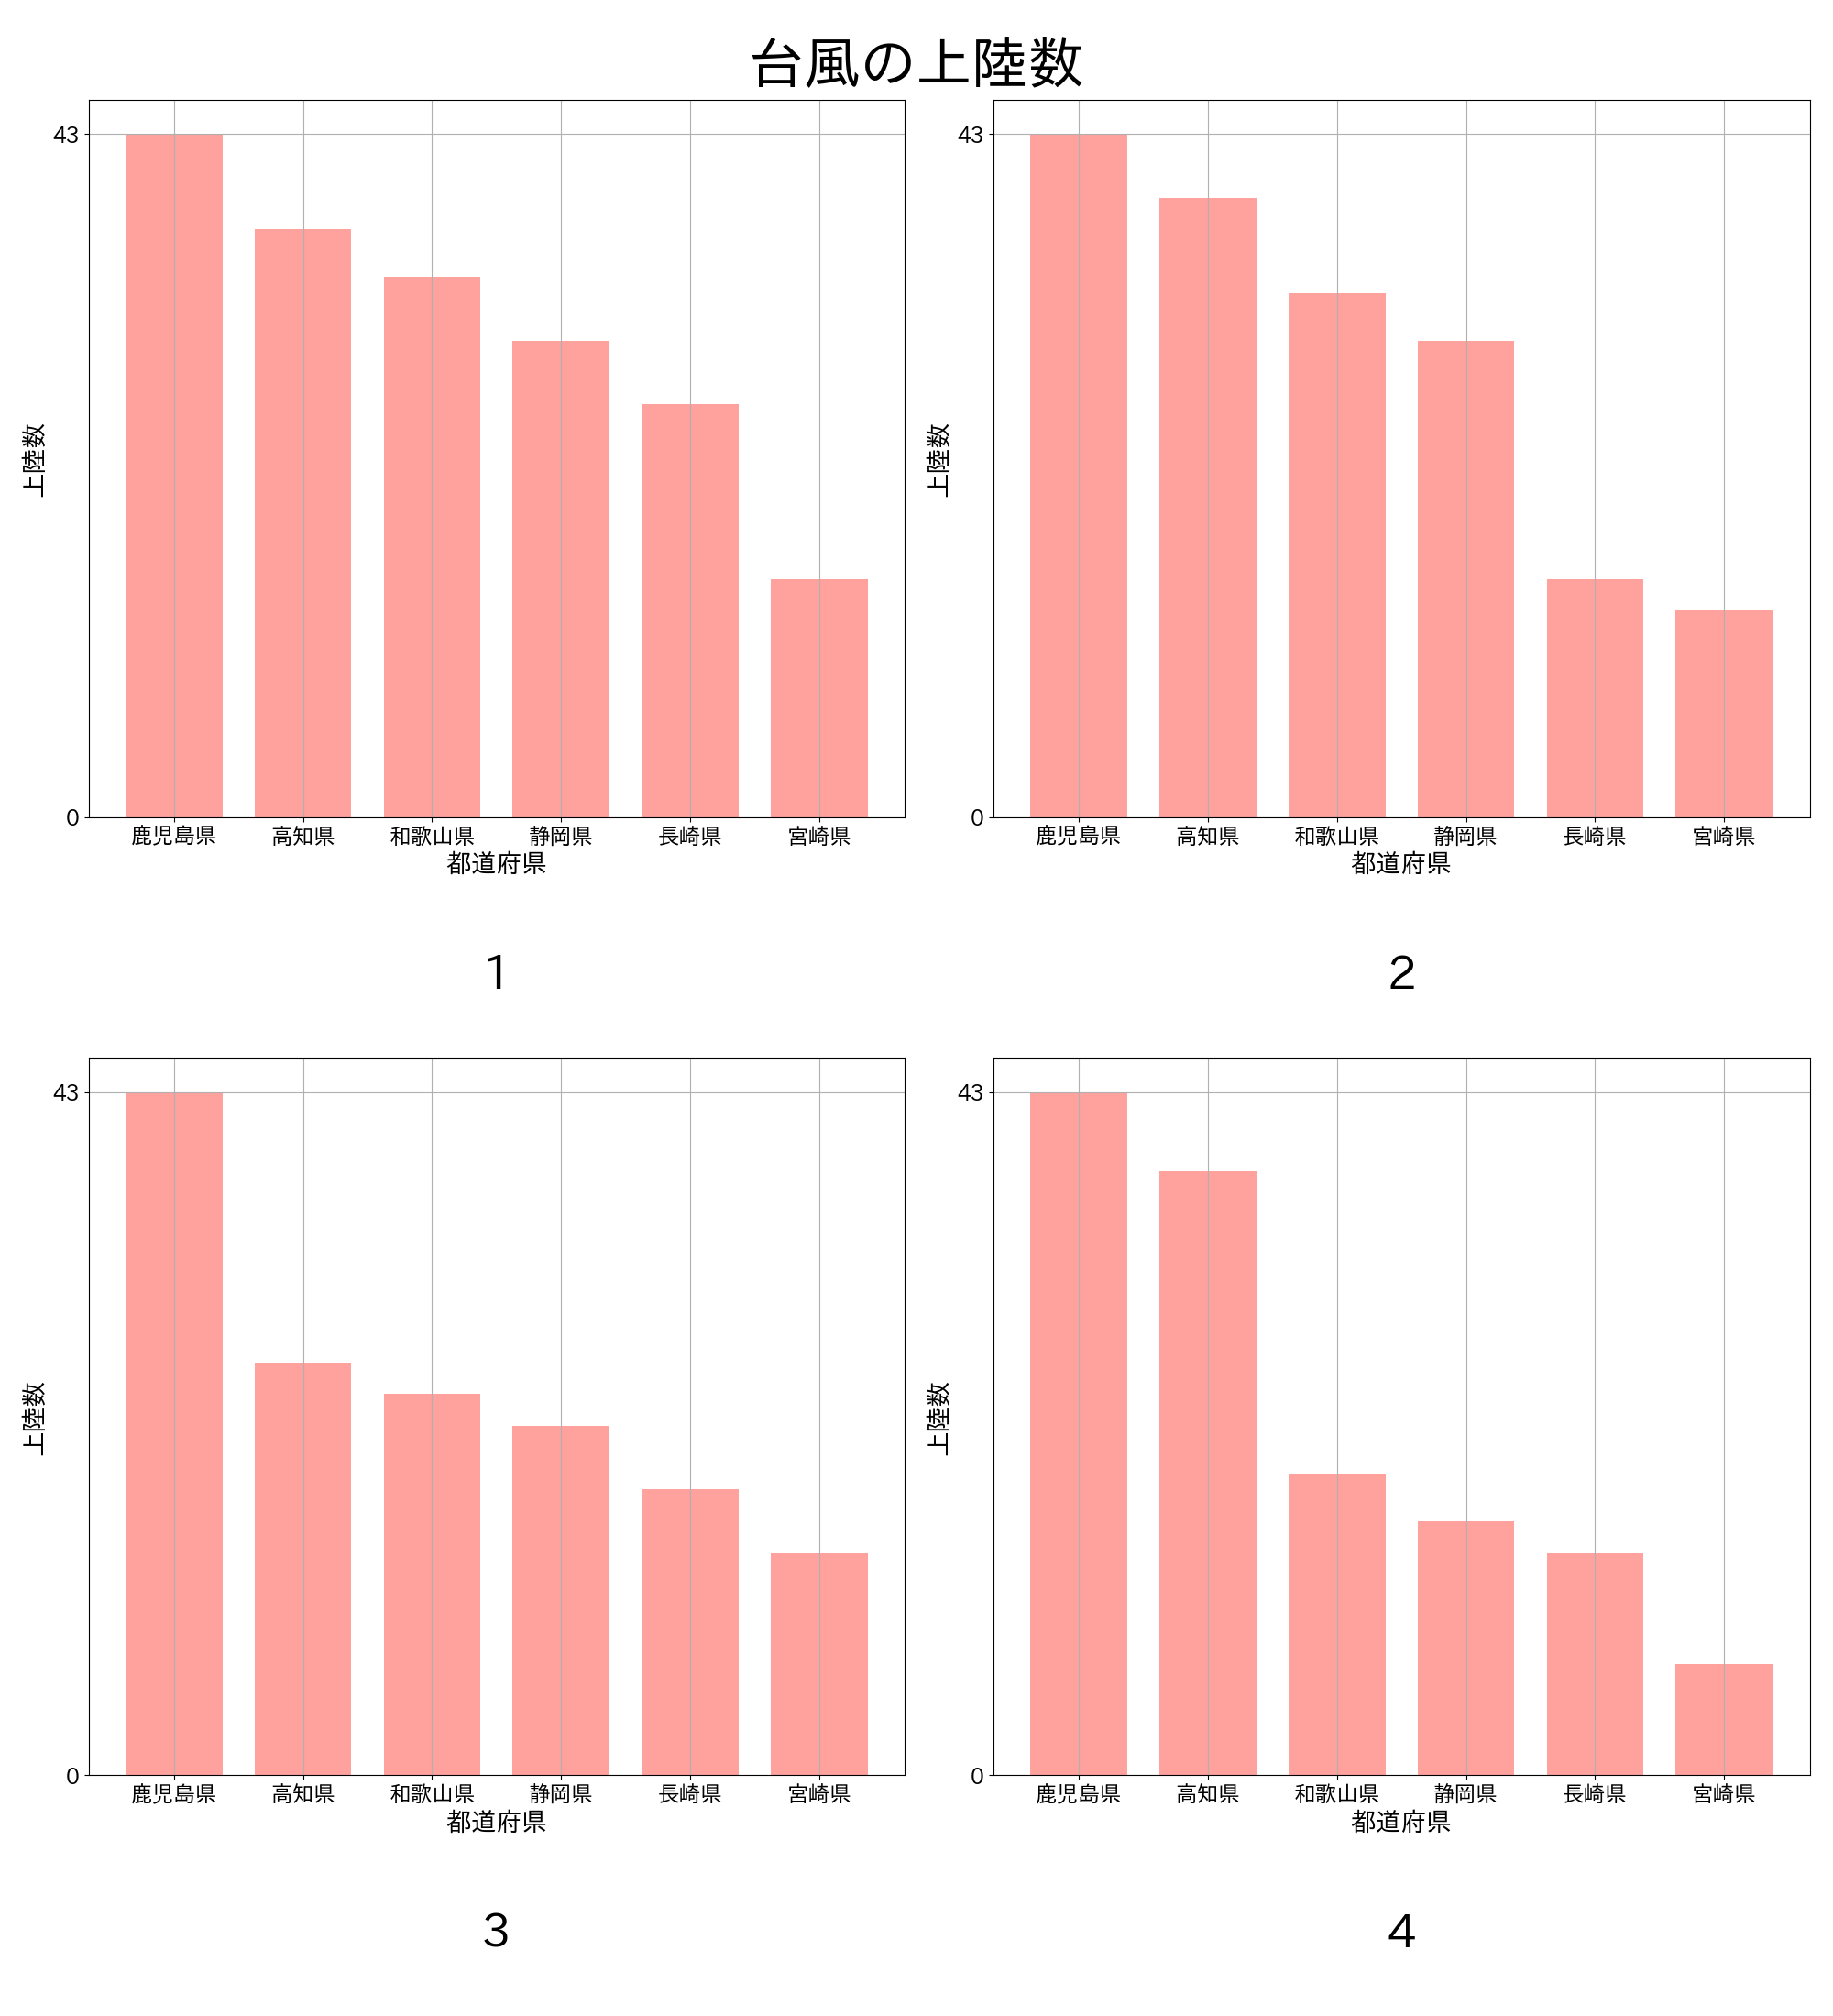 台風の上陸数
43
0
上陸数
鹿児島県 高知県 和歌山県 静岡県 長崎県 宮崎県
都道府県
1
43
0
上陸数
鹿児島県 高知県 和歌山県 静岡県 長崎県 宮崎県
都道府県
2
43
0
上陸数
鹿児島県 高知県 和歌山県 静岡県 長崎県 宮崎県
都道府県
3
43
0
上陸数
鹿児島県 高知県 和歌山県 静岡県 長崎県 宮崎県
都道府県
4